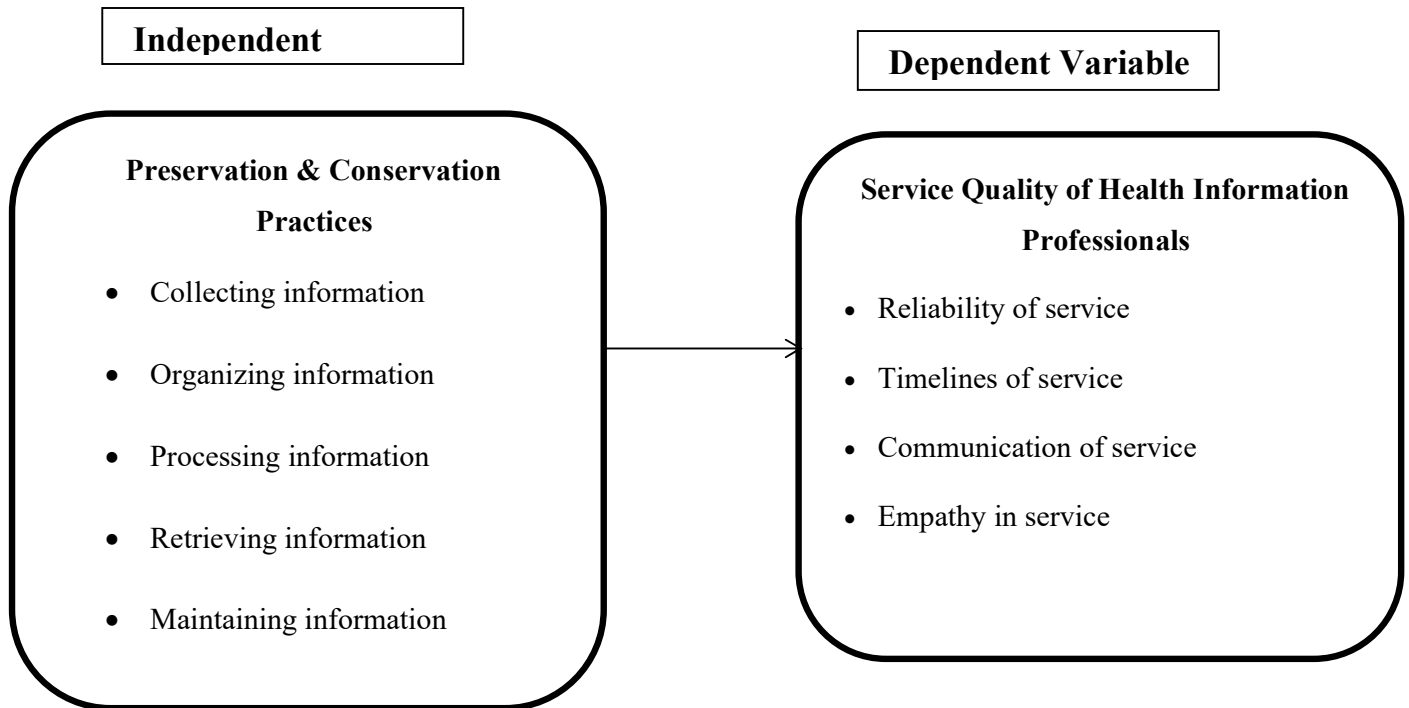 Independent
Dependent Variable
Preservation & Conservation
Practices
• Collecting information
• Organizing information
• Processing information
• Retrieving information
• Maintaining information
Service Quality of Health Information
Professionals
• Reliability of service
• Timelines of service
• Communication of service
• Empathy in service